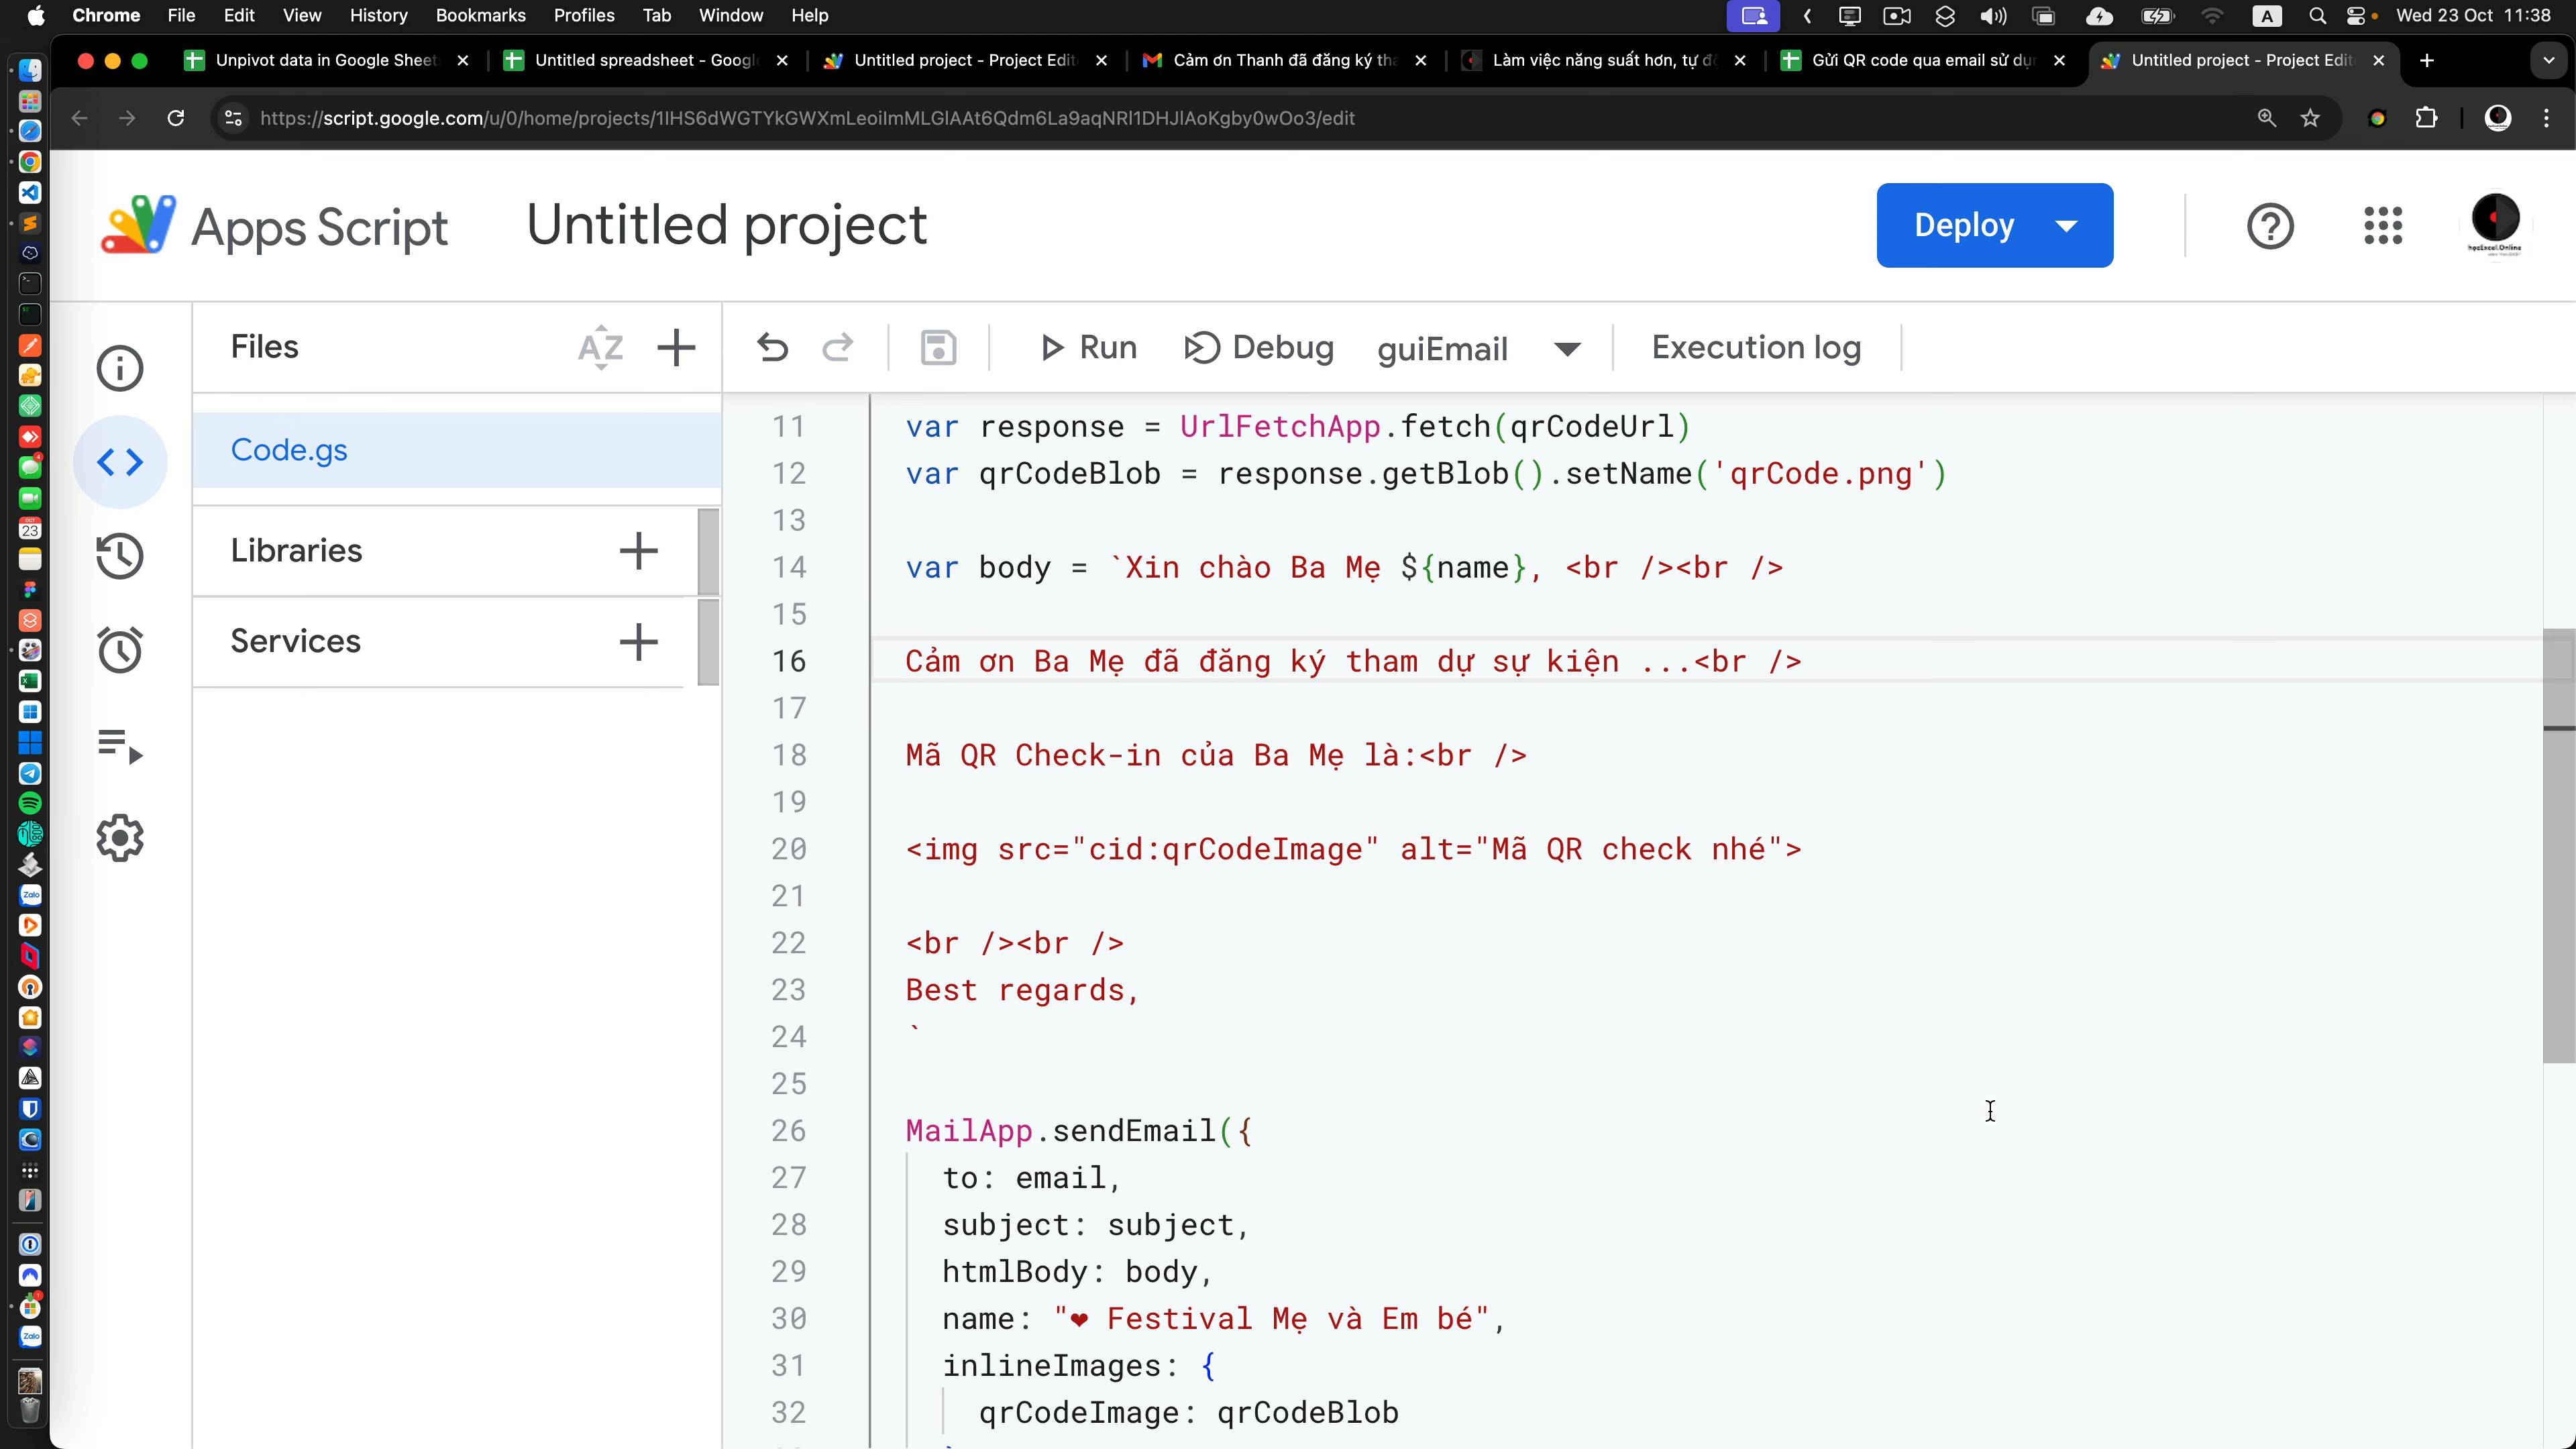 Chrome File Edit View History Bookmarks Profiles Tab Window Help
A Wed 23 Oct 11:38
Unpivot data in Google Sheet
Untitled spreadsheet - Googl
Untitled project - Project Edit
Cảm ơn Thanh đã đăng ký tha
Làm việc năng suất hơn, tự đ
Gửi QR code qua email sử dụ
Untitled project - Project Edit
https://script.google.com/u/0/home/projects/1IHS6dWGTYkGWXmLeoiImMLGlAAt6Qdm6La9aqNRl1DHJlAoKgby0wOo3/edit
Apps Script
Untitled project
Deploy
Files
AZ
Run
Debug
guiEmail
Execution log
Code.gs
Libraries
Services
11 var response = UrlFetchApp.fetch(qrCodeUrl)
12 var qrCodeBlob = response.getBlob().setName('qrCode.png')
13
14 var body = `Xin chào Ba Mẹ ${name}, <br /><br />
15
16 Cảm ơn Ba Mẹ đã đăng ký tham dự sự kiện ...<br />
17
18 Mã QR Check-in của Ba Mẹ là:<br />
19
20 <img src="cid:qrCodeImage" alt="Mã QR check nhé">
21
22 <br /><br />
23 Best regards,
24 `
25
26 MailApp.sendEmail({
27 to: email,
28 subject: subject,
29 htmlBody: body,
30 name: "❤ Festival Mẹ và Em bé",
31 inlineImages: {
32 qrCodeImage: qrCodeBlob